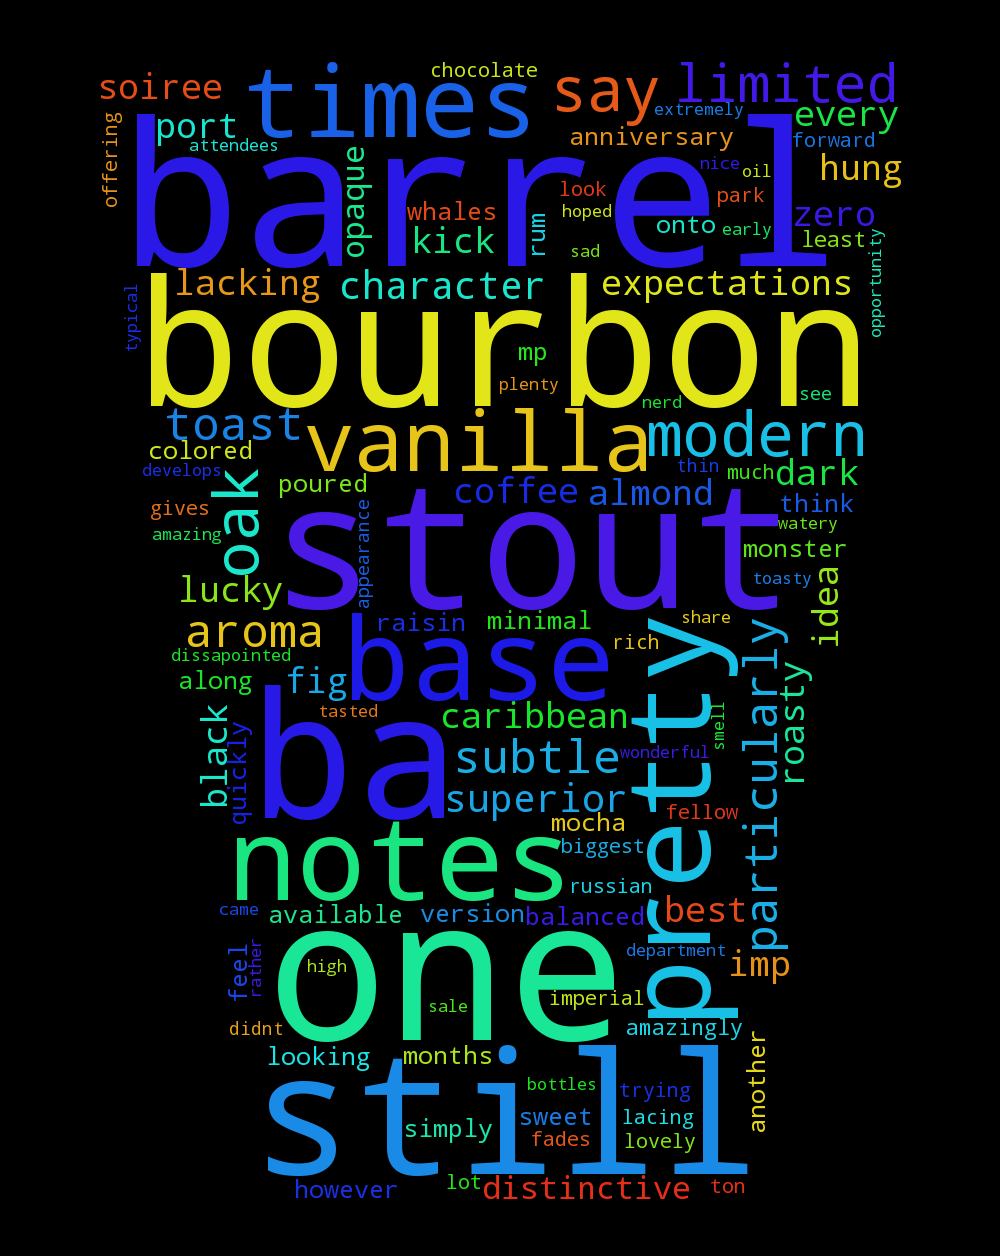 chocolate
soiree times say limited
extremely
port every
offering attendees anniversary forward
barrel
opaque nice oil hung
look park
whales hoped zero
kick rum onto early least
sad opportunity
lacking character expectations
typical bourbon
mp
plenty see
nerd
toast vanilla modern
colored
develops thin much dark
oak poured coffee almond think
gives appearance watery
amazing stout monster
toasty
lucky idea
aroma raisin minimal share
base rich
dissapointed pretty particularly
along fig roasty
tasted caribbean smell
black quickly ba subtle wonderful
superior fellow
notes mocha
biggest
russian
came available version balanced best
one department
feel rather high imp
sale imperial
didnt amazingly
looking months another
still bottles trying
simply sweet lacing
fades lovely
however lot distinctive ton